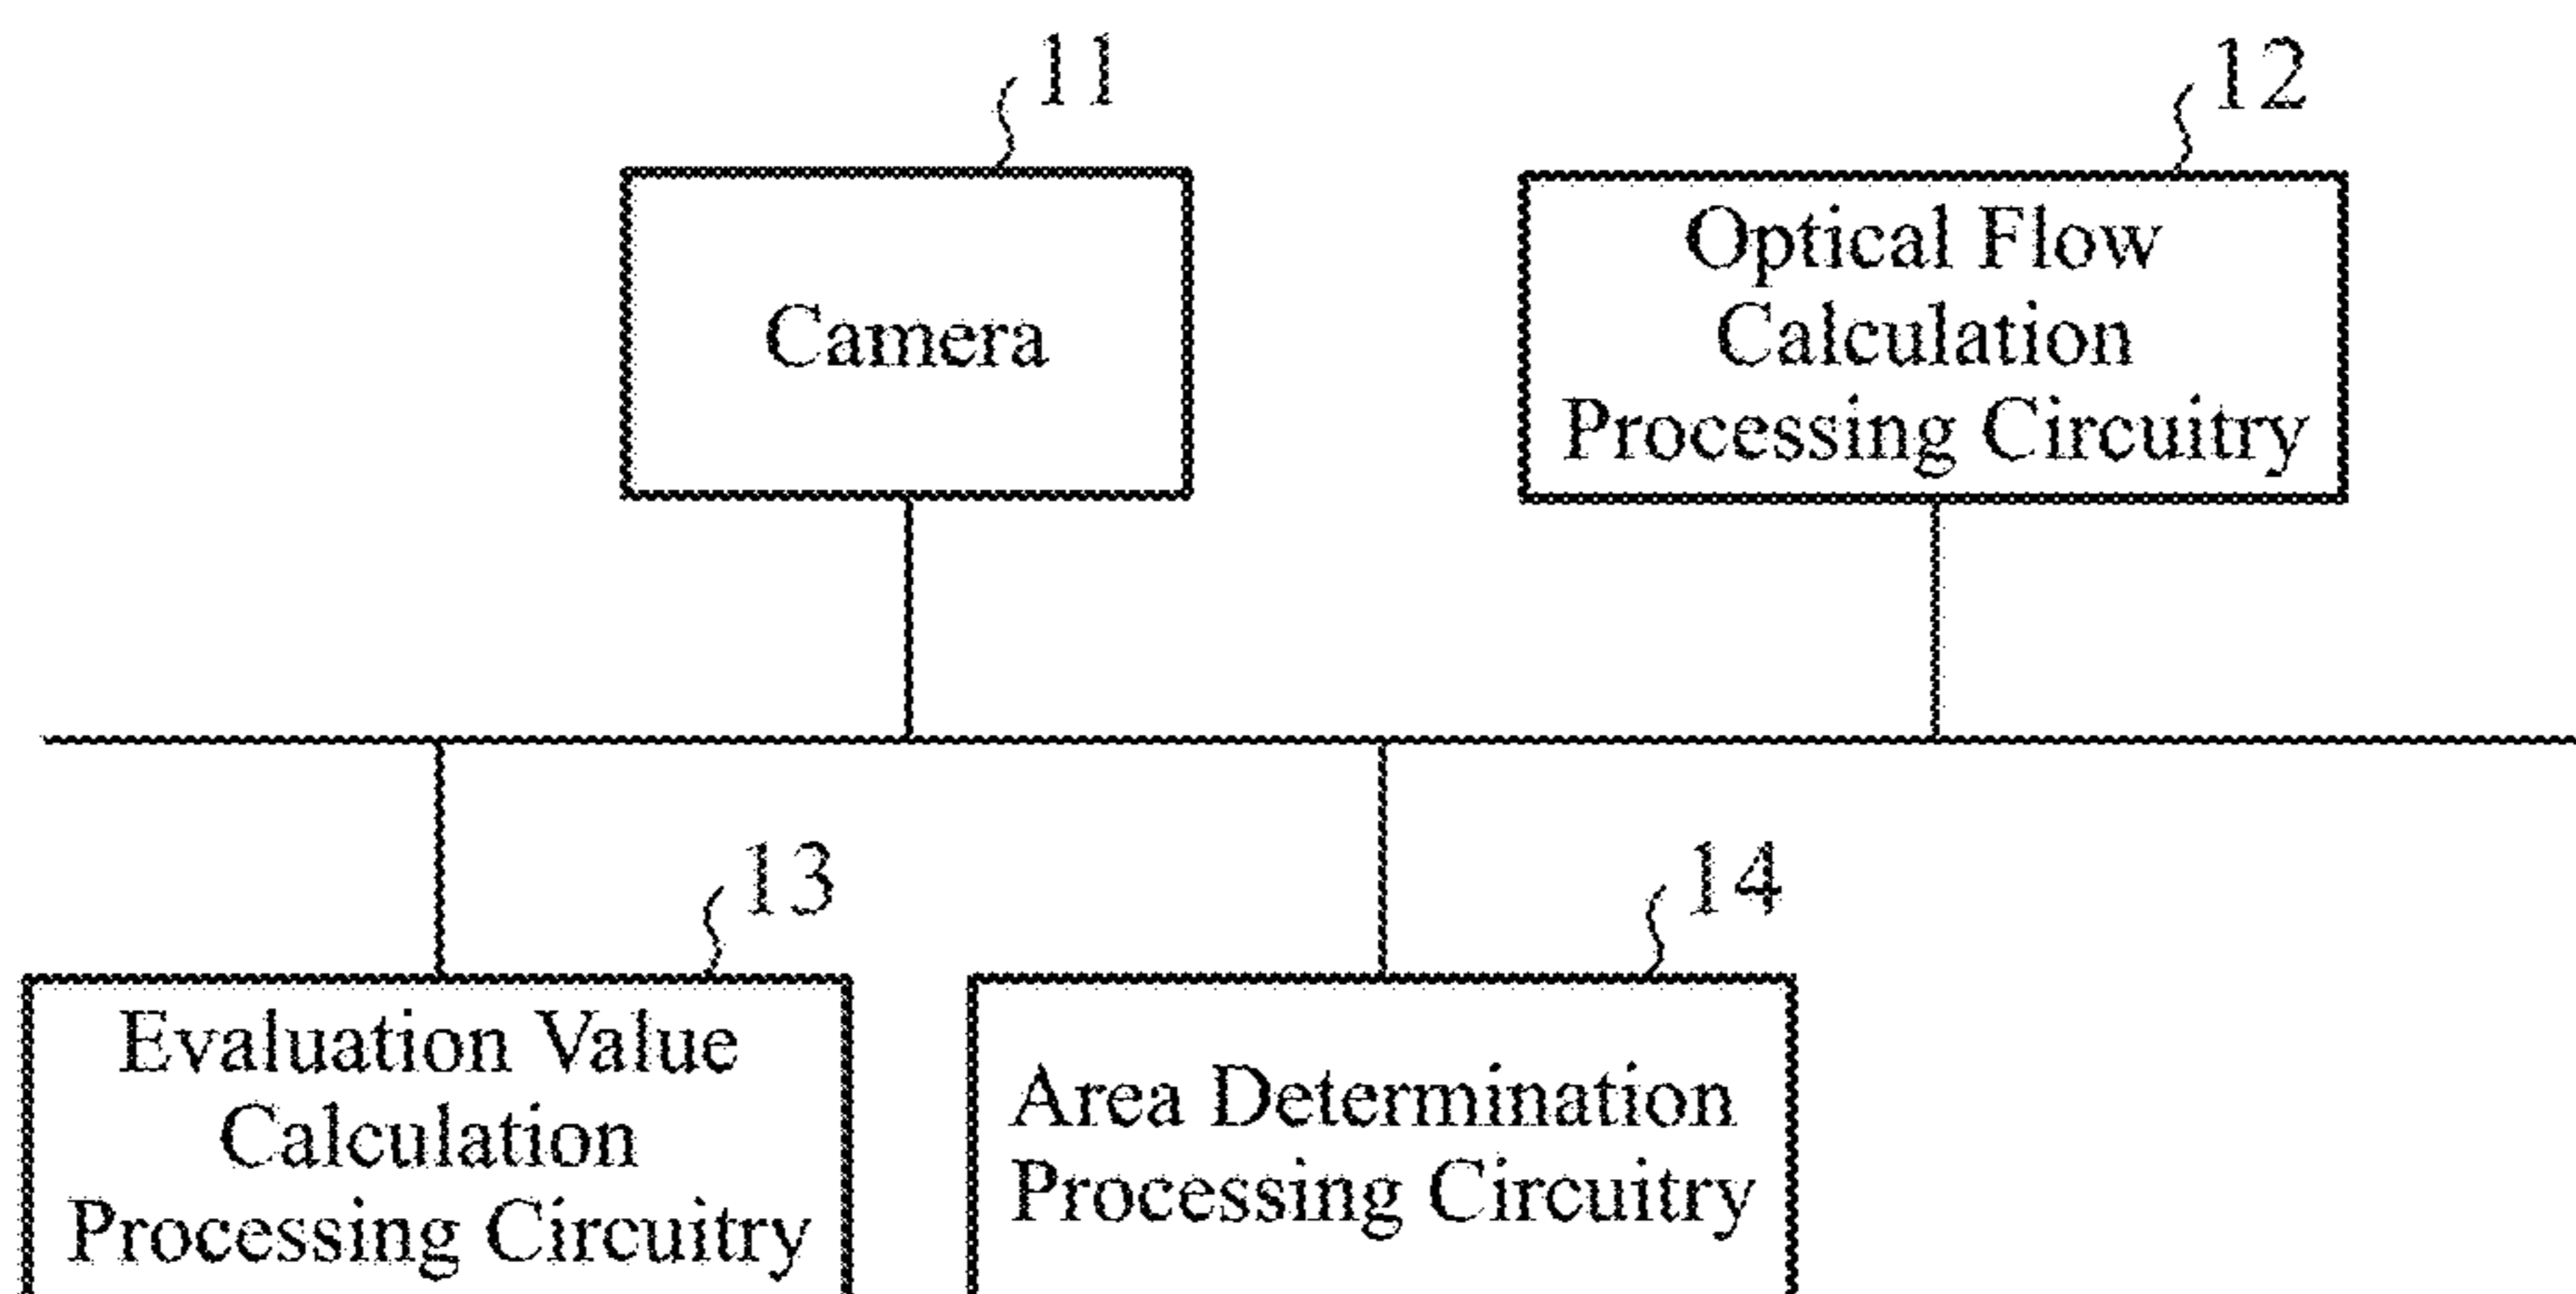 11
12
Camera
Optical Flow
Calculation
Processing Circuitry
13
14
Evaluation Value
Calculation
Processing Circuitry
Area Determination
Processing Circuitry